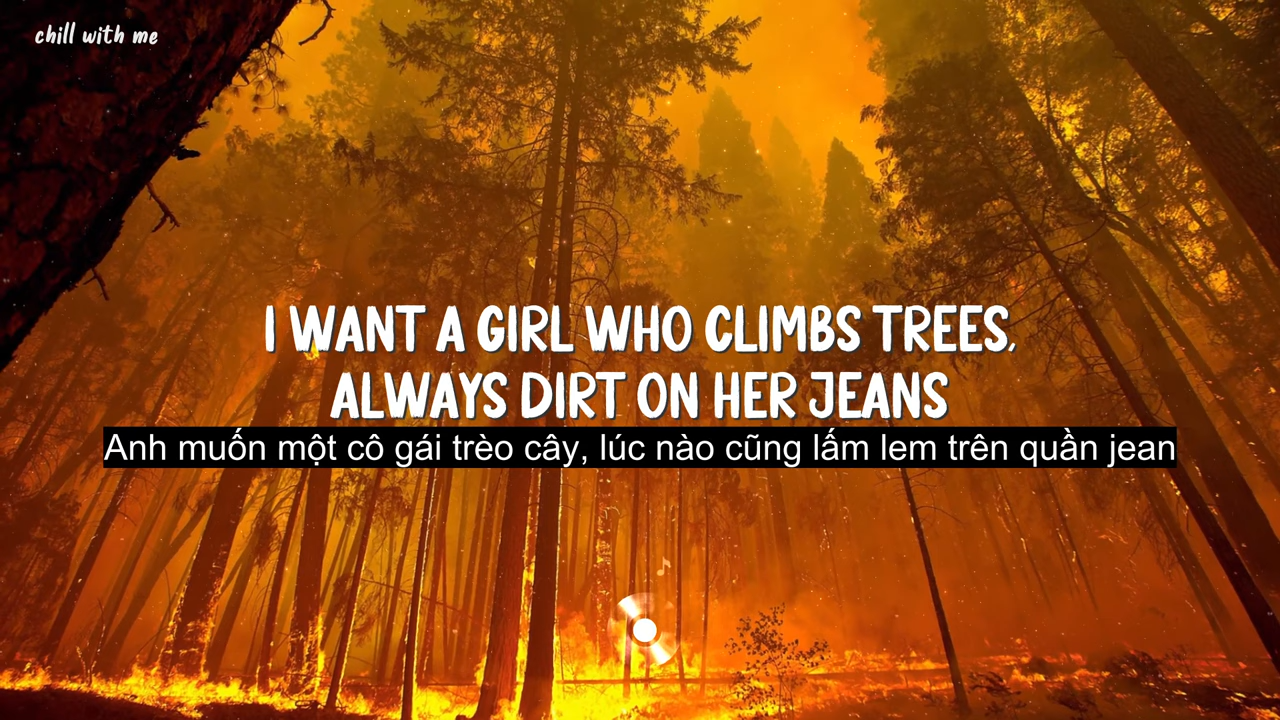 chill with me
I WANT A GIRL WHO CLIMBS TREES,
ALWAYS DIRT ON HER JEANS
Anh muốn một cô gái trèo cây, lúc nào cũng lấm lem trên quần jean